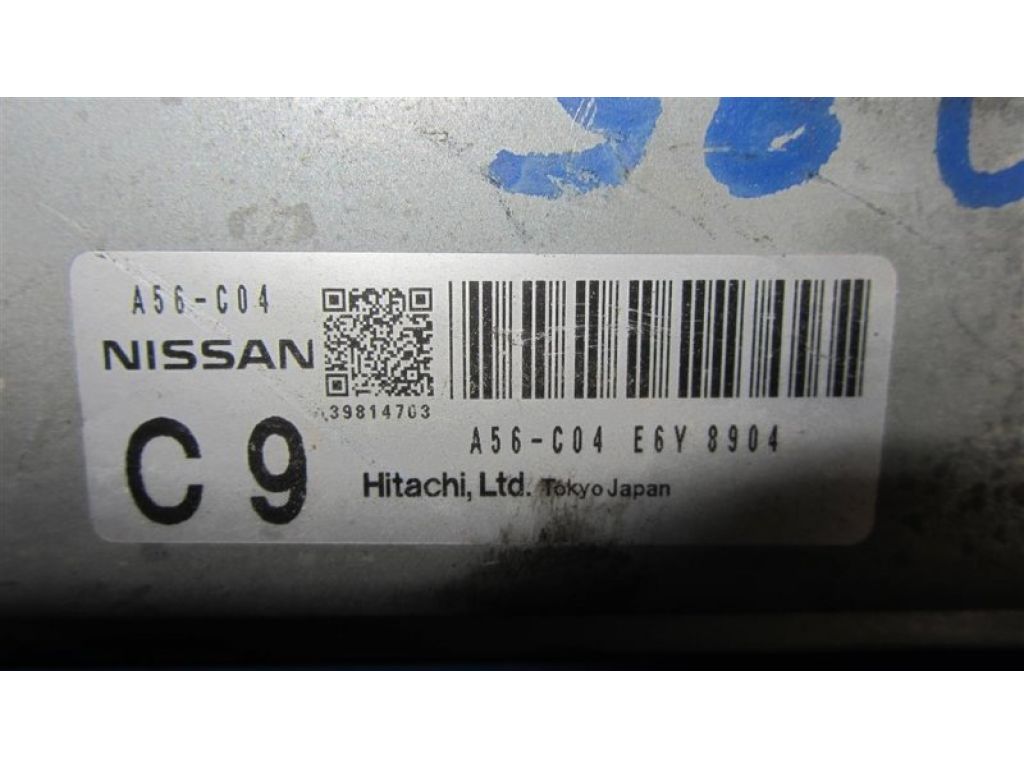 A56-C04
NISSAN
39814703
C9
A56-C04 E6Y 8904
Hitachi, Ltd. Tokyo Japan